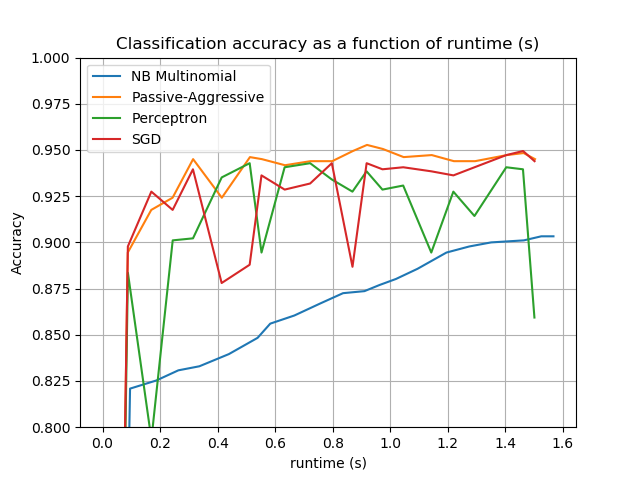 Classification accuracy as a function of runtime (s)
1.000
0.975
0.950
0.925
0.900
0.875
0.850
0.825
0.800
Accuracy
NB Multinomial
Passive-Aggressive
Perceptron
SGD
0.0 0.2 0.4 0.6 0.8 1.0 1.2 1.4 1.6
runtime (s)